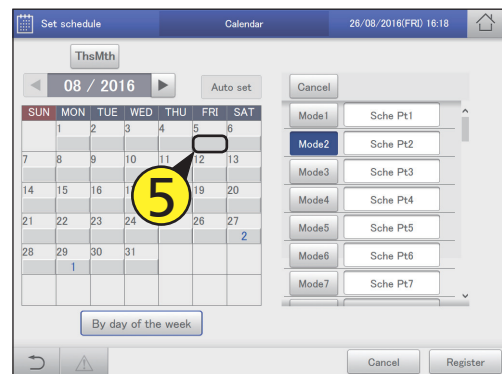 Set schedule Calendar 26/08/2016(FRI) 16:18
ThsMth
08 / 2016 Auto set
SUN MON TUE WED THU FRI SAT
1 2 3 4 5 6
7 8 9 10 11 12 13
14 15 16 19 20
21 22 23 24 26 27
2
28 29 30 31
1
5
By day of the week
Cancel
Mode1 Sche Pt1
Mode2 Sche Pt2
Mode3 Sche Pt3
Mode4 Sche Pt4
Mode5 Sche Pt5
Mode6 Sche Pt6
Mode7 Sche Pt7
Cancel Register